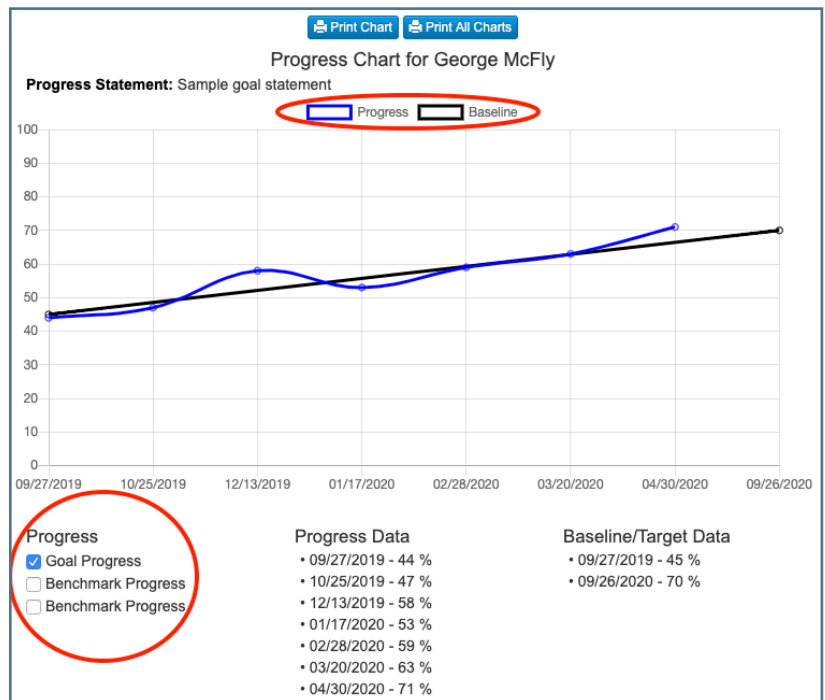 Print Chart Print All Charts
Progress Chart for George McFly
Progress Statement: Sample goal statement
Progress Baseline
100
90
80
70
60
50
40
30
20
10
0
09/27/2019 10/25/2019 12/13/2019 01/17/2020 02/28/2020 03/20/2020 04/30/2020 09/26/2020
Progress
Goal Progress
Benchmark Progress
Benchmark Progress
Progress Data
• 09/27/2019 - 44 %
• 10/25/2019 - 47 %
• 12/13/2019 - 58 %
• 01/17/2020 - 53 %
• 02/28/2020 - 59 %
• 03/20/2020 - 63 %
• 04/30/2020 - 71 %
Baseline/Target Data
• 09/27/2019 - 45 %
• 09/26/2020 - 70 %